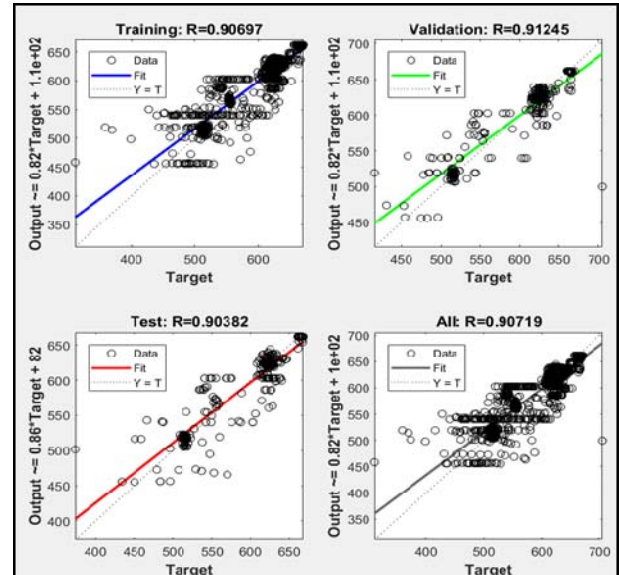 Training: R=0.90697
Output ~= 0.82*Target + 1.1e+02
650
600
550
500
450
400
350
Data
Fit
Y = T
400
500
600
Target
Validation: R=0.91245
Output ~= 0.82*Target + 1.1e+02
700
650
600
550
500
450
Data
Fit
Y = T
450
500
550
600
650
700
Target
Test: R=0.90382
Output ~= 0.86*Target + 82
650
600
550
500
450
400
Data
Fit
Y = T
400
450
500
550
600
650
Target
All: R=0.90719
Output ~= 0.82*Target + 1e+02
700
650
600
550
500
450
400
350
Data
Fit
Y = T
400
500
600
700
Target